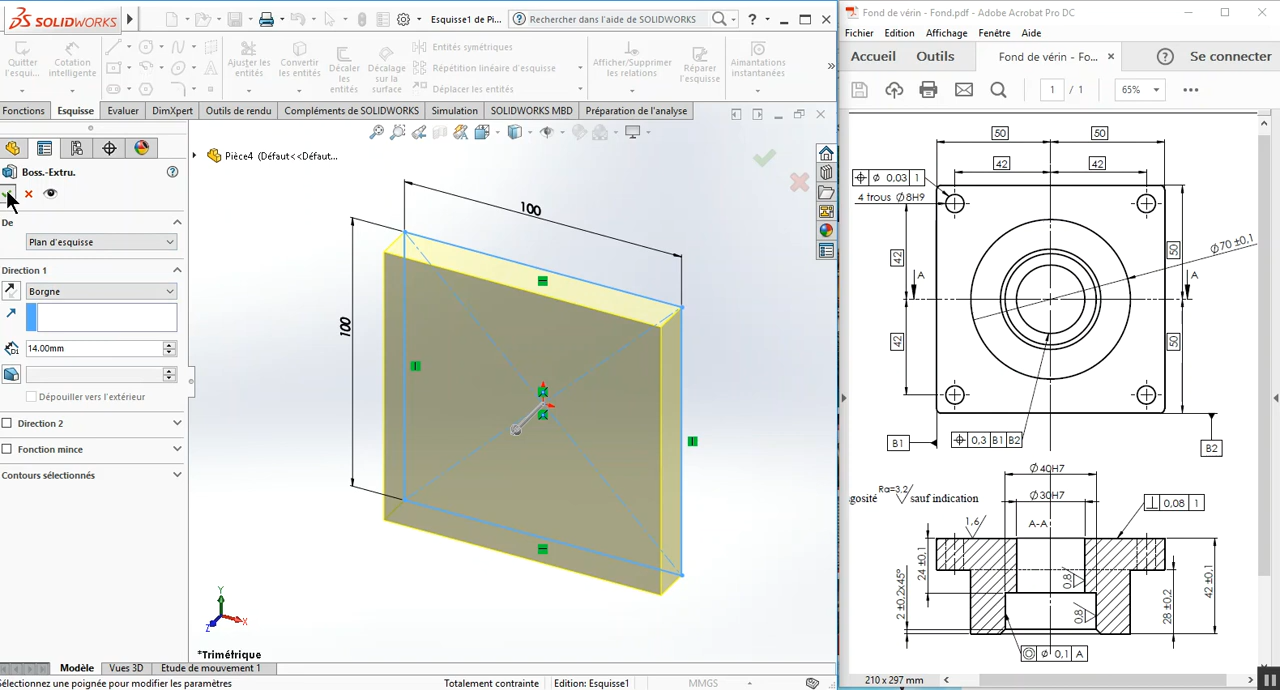 SOLIDWORKS
Esquisse1 de Pi...
Rechercher dans l'aide de SOLIDWORKS
?
Quitter l'esqui...
Cotation intelligente
Ajuster les entités
Convertir les entités
Décaler les entités
Décalage sur la surface
Entités symétriques
Répétition linéaire d'esquisse
Déplacer les entités
Afficher/Supprimer les relations
Réparer l'esquisse
Aimantations instantanées
»
Fonctions
Esquisse
Evaluer
DimXpert
Outils de rendu
Compléments de SOLIDWORKS
Simulation
SOLIDWORKS MBD
Préparation de l'analyse
Pièce4 (Défaut<<Défaut...
Boss.-Extru.
De
Plan d'esquisse
Direction 1
Borgne
14.00mm
Dépouiller vers l'extérieur
Direction 2
Fonction mince
Contours sélectionnés
100
100
Y
X
Z
*Trimétrique
Modèle
Vues 3D
Etude de mouvement 1
Sélectionnez une poignée pour modifier les paramètres
Totalement contrainte
Edition: Esquisse1
MMGS
Fond de vérin - Fond.pdf - Adobe Acrobat Pro DC
Fichier Edition Affichage Fenêtre Aide
Accueil
Outils
Fond de vérin - Fo... ×
Se connecter
1 / 1
65%
50
50
42
42
⌖ ø 0.03 1
4 trous ∅8H9
∅70 ±0,1
42
50
A
A
42
50
B1
⌖ 0,3 B1 B2
B2
∅40H7
gosité Ra=3.2/ sauf indication
∅30H7
⊥ 0,08 1
A-A
1,6
24 ±0,1
0,8
0,8
2 ±0,2x45°
28 ±0,2
42 ±0,1
◎ ø 0,1 A
210 x 297 mm